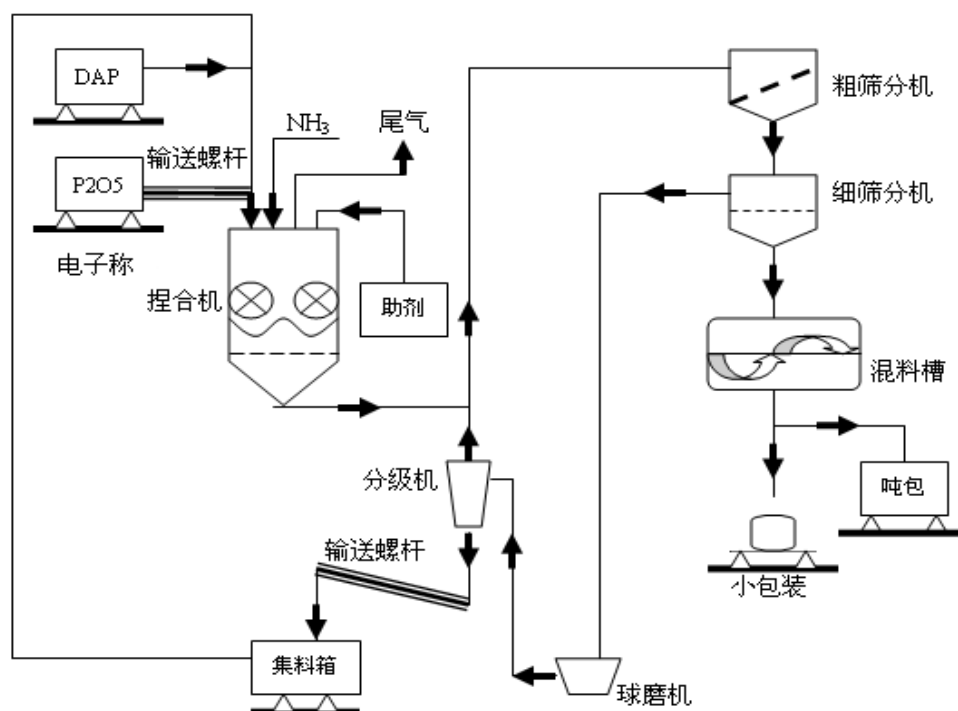 DAP
NH3
尾气
粗筛分机
输送螺杆
P2O5
细筛分机
电子称
捏合机
助剂
混料槽
分级机
吨包
输送螺杆
小包装
集料箱
球磨机